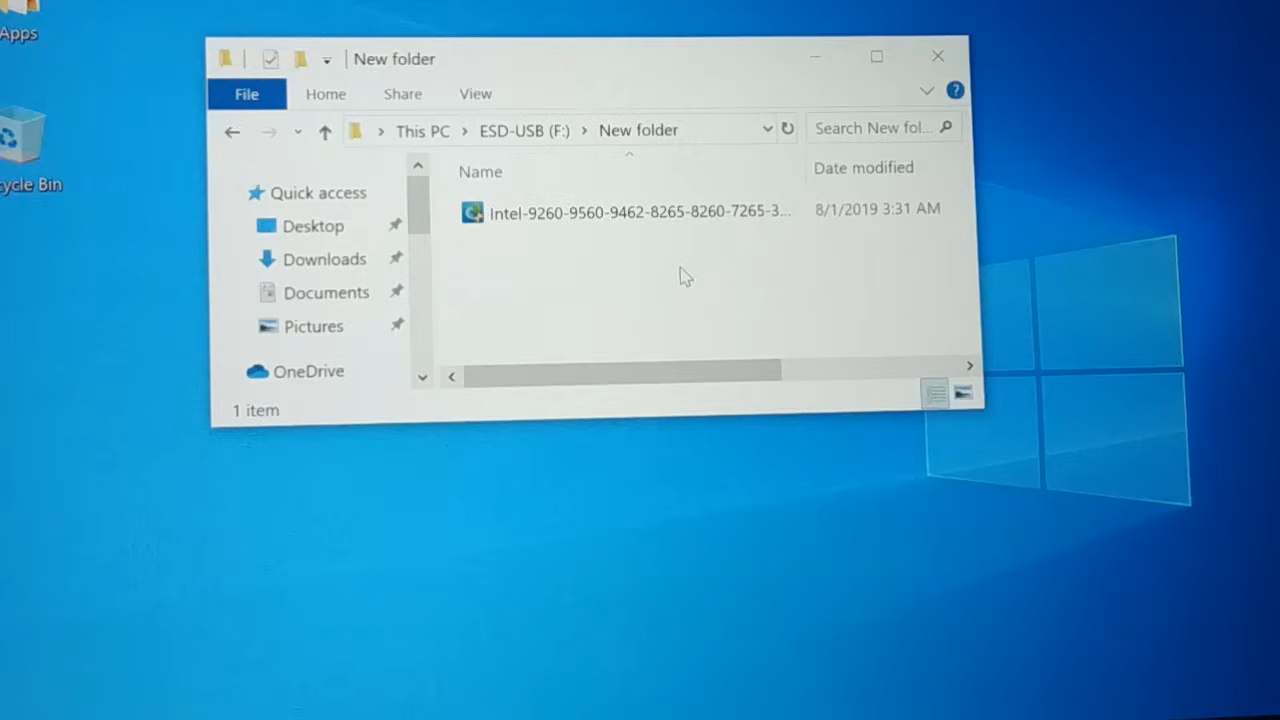 Apps
cycle Bin
New folder
File Home Share View
This PC > ESD-USB (F:) > New folder
Search New fol...
Name
Date modified
Quick access
Desktop
Downloads
Documents
Pictures
OneDrive
Intel-9260-9560-9462-8265-8260-7265-3...
8/1/2019 3:31 AM
1 item